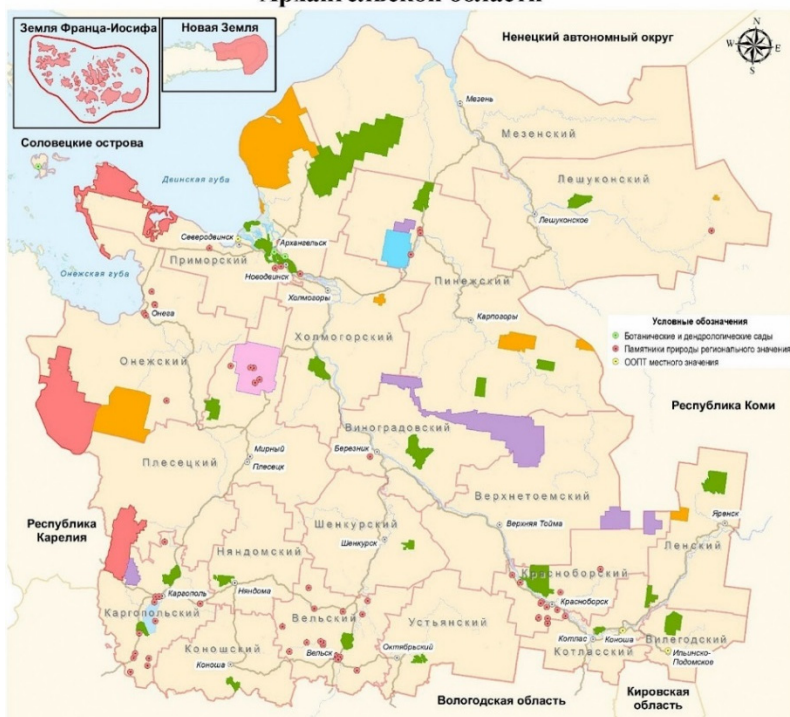 Архангельской области
Земля Франца-Иосифа
Новая Земля
Ненецкий автономный округ
N
W
E
S
Мезень
Мезенский
Соловецкие острова
Двинская губа
Лешуконский
Лешуконское
Северодвинск
Архангельск
Приморский
Новодвинск
Пинежский
Онежская губа
Холмогоры
Онега
Карпогоры
Холмогорский
Условные обозначения
Ботанические и дендрологические сады
Памятники природы регионального значения
ООПТ местного значения
Онежский
Республика Коми
Виноградовский
Мирный
Березник
Плесецкий
Плесецк
Верхнетоемский
Республика
Карелия
Шенкурский
Верхняя Тойма
Яренск
Шенкурск
Ленский
Няндомский
Красноборский
Каргополь
Няндома
Красноборск
Каргопольский
Вельский
Устьянский
Вилегодский
Коношский
Октябрьский
Котлас
Коноша
Ильинско-
Подомское
Коноша
Вельск
Котласский
Вологодская область
Кировская
область